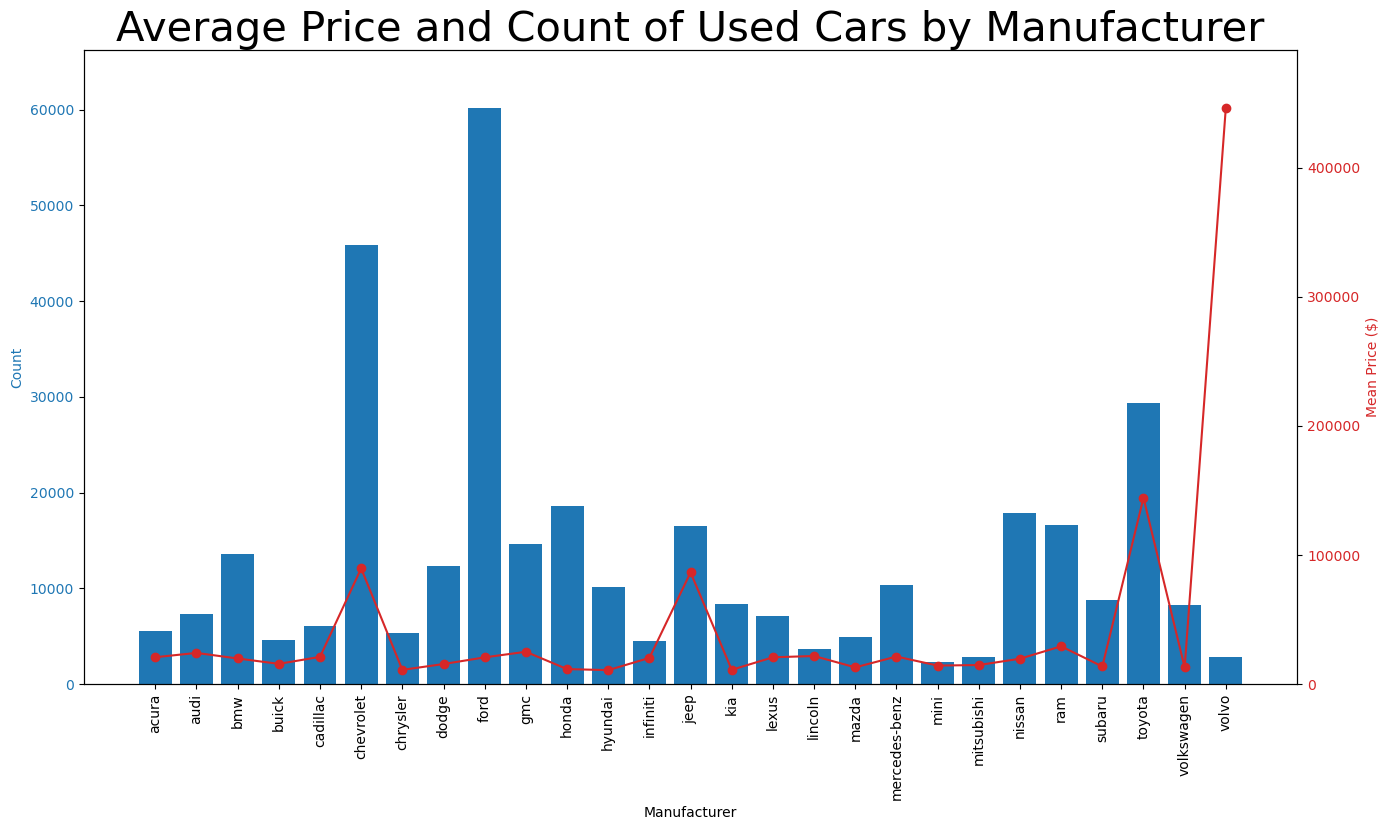 Average Price and Count of Used Cars by Manufacturer
60000
50000
40000
30000
20000
10000
0
Count
400000
300000
200000
100000
0
Mean Price ($)
acura
audi
bmw
buick
cadillac
chevrolet
chrysler
dodge
ford
gmc
honda
hyundai
infiniti
jeep
kia
lexus
lincoln
mazda
mercedes-benz
mini
mitsubishi
nissan
ram
subaru
toyota
volkswagen
volvo
Manufacturer